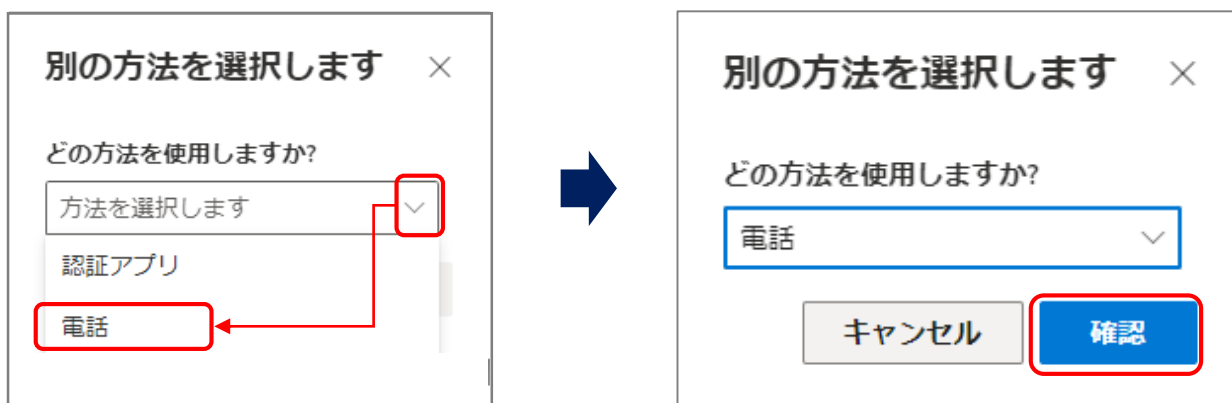 別の方法を選択します
どの方法を使用しますか?
方法を選択します
認証アプリ
電話
別の方法を選択します
どの方法を使用しますか?
電話
キャンセル
確認